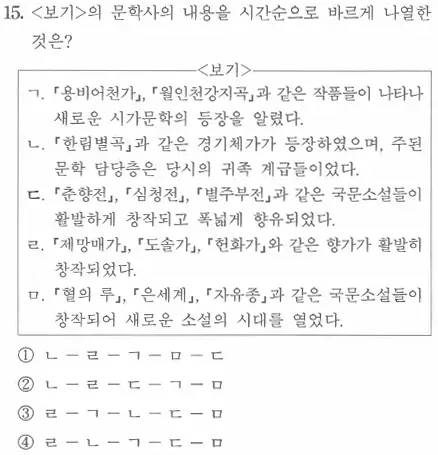 15. <보기>의 문학사의 내용을 시간순으로 바르게 나열한
것은?
<보기>
ㄱ. 「용비어천가」, 「월인천강지곡」과 같은 작품들이 나타나
새로운 시가문학의 등장을 알렸다.
ㄴ. 「한림별곡」과 같은 경기체가가 등장하였으며, 주된
문학 담당층은 당시의 귀족 계급들이었다.
ㄷ. 「춘향전」, 「심청전」, 「별주부전」과 같은 국문소설들이
활발하게 창작되고 폭넓게 향유되었다.
ㄹ. 「제망매가」, 「도솔가」, 「헌화가」와 같은 향가가 활발히
창작되었다.
ㅁ. 「혈의 루」, 「은세계」, 「자유종」과 같은 국문소설들이
창작되어 새로운 소설의 시대를 열었다.
① ㄴ - ㄹ - ㄱ - ㅁ - ㄷ
② ㄴ - ㄹ - ㄷ - ㄱ - ㅁ
③ ㄹ - ㄱ - ㄴ - ㄷ - ㅁ
④ ㄹ - ㄴ - ㄱ - ㄷ - ㅁ